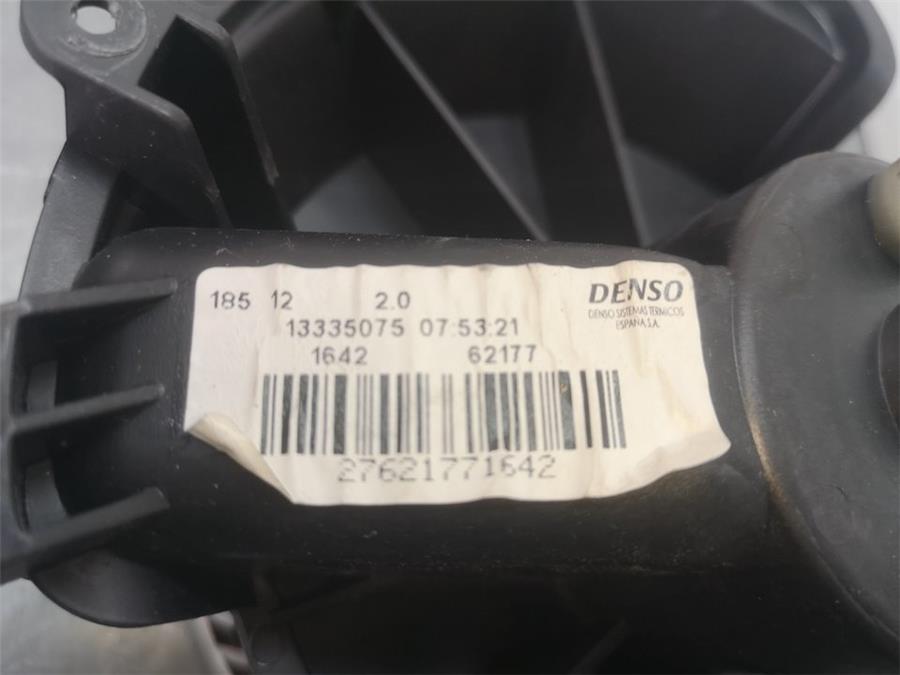 185 12 2.0 DENSO
DENSO SISTEMAS TERMICOS
ESPAÑA, S.A.
13335075 07:53:21
1642 62177
27621771642